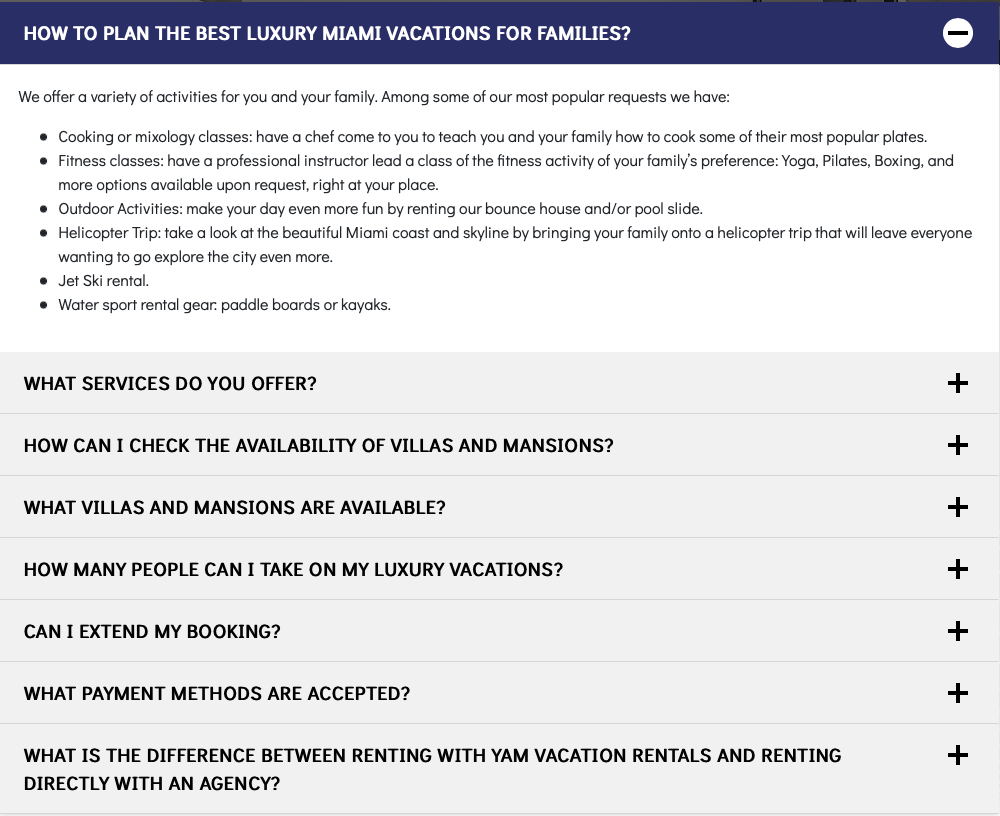 HOW TO PLAN THE BEST LUXURY MIAMI VACATIONS FOR FAMILIES?
We offer a variety of activities for you and your family. Among some of our most popular requests we have:
Cooking or mixology classes: have a chef come to you to teach you and your family how to cook some of their most popular plates.
Fitness classes: have a professional instructor lead a class of the fitness activity of your family's preference: Yoga, Pilates, Boxing, and
more options available upon request, right at your place.
Outdoor Activities: make your day even more fun by renting our bounce house and/or pool slide.
Helicopter Trip: take a look at the beautiful Miami coast and skyline by bringing your family onto a helicopter trip that will leave everyone
wanting to go explore the city even more.
Jet Ski rental.
Water sport rental gear: paddle boards or kayaks.
WHAT SERVICES DO YOU OFFER?
HOW CAN I CHECK THE AVAILABILITY OF VILLAS AND MANSIONS?
WHAT VILLAS AND MANSIONS ARE AVAILABLE?
HOW MANY PEOPLE CAN I TAKE ON MY LUXURY VACATIONS?
CAN I EXTEND MY BOOKING?
WHAT PAYMENT METHODS ARE ACCEPTED?
WHAT IS THE DIFFERENCE BETWEEN RENTING WITH YAM VACATION RENTALS AND RENTING
DIRECTLY WITH AN AGENCY?